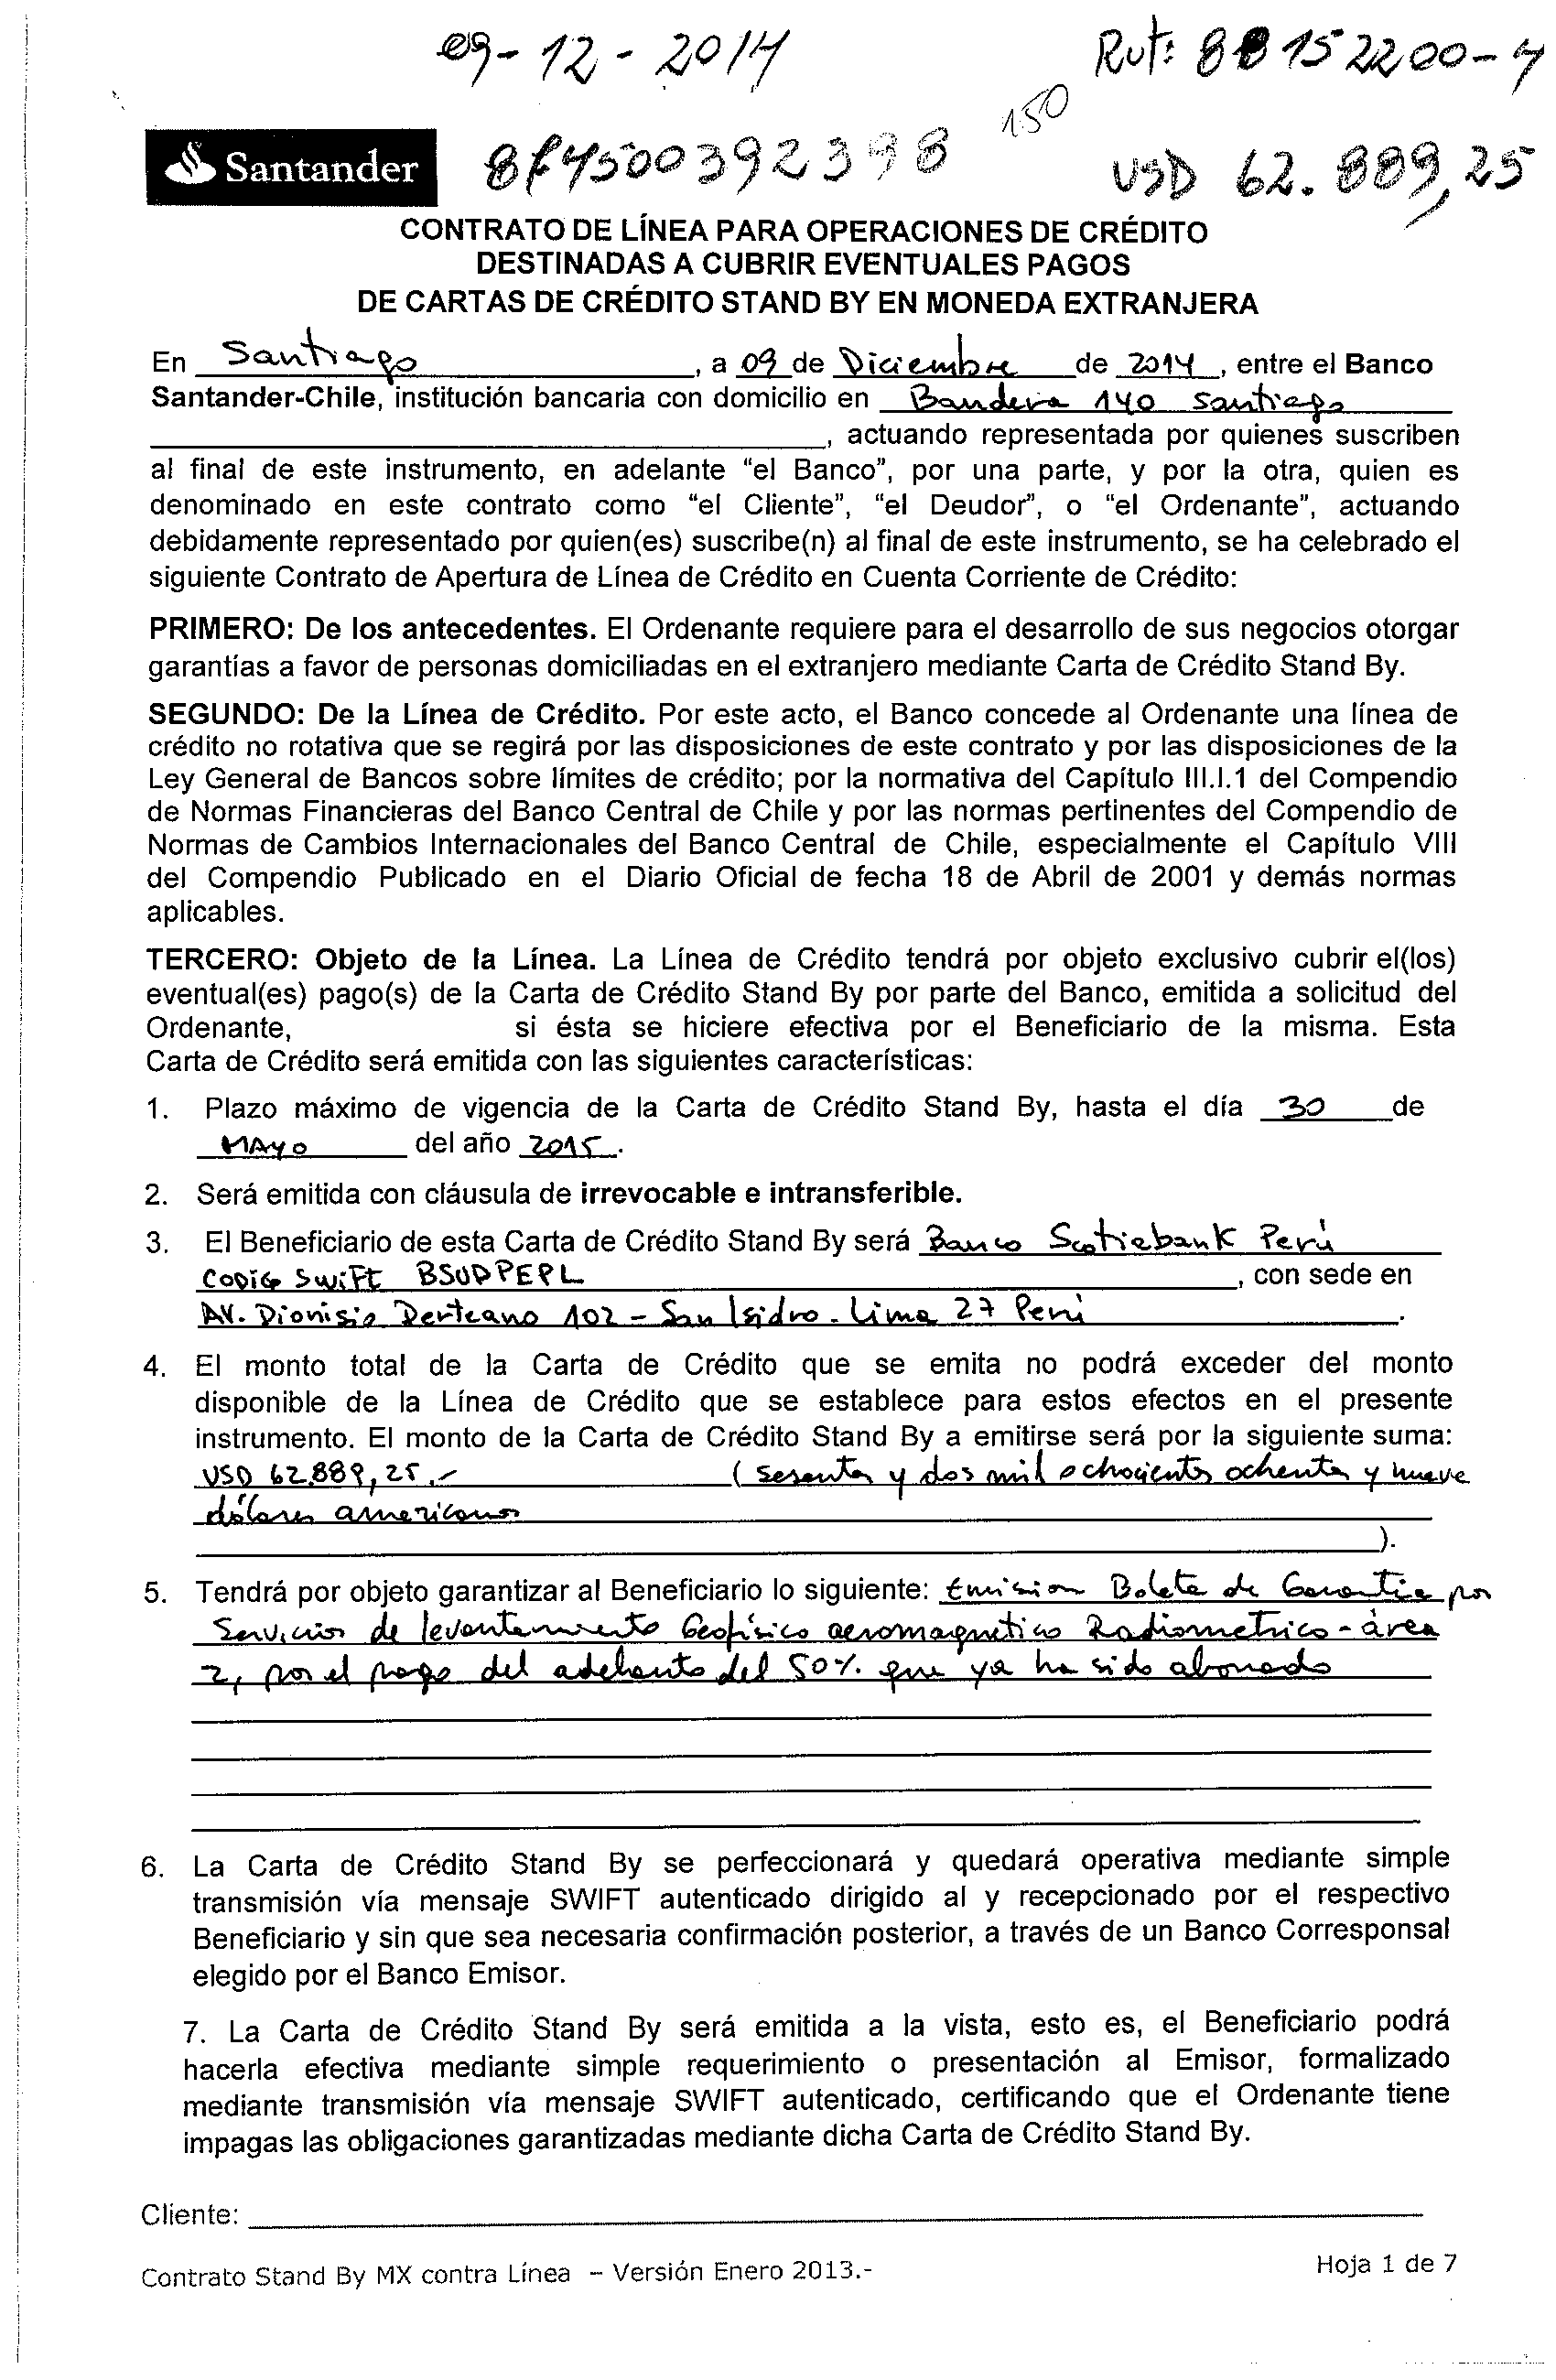 09-12-2014
Rut: 88152200-4
150
Santander
USD 62.889,25
CONTRATO DE LÍNEA PARA OPERACIONES DE CRÉDITO
DESTINADAS A CUBRIR EVENTUALES PAGOS
DE CARTAS DE CRÉDITO STAND BY EN MONEDA EXTRANJERA
En Santiago, a 09 de Diciembre de 2014, entre el Banco
Santander-Chile, institución bancaria con domicilio en Bandera 140 Santiago
, actuando representada por quienes suscriben
al final de este instrumento, en adelante “el Banco”, por una parte, y por la otra, quien es
denominado en este contrato como “el Cliente”, “el Deudor”, o “el Ordenante”, actuando
debidamente representado por quien(es) suscribe(n) al final de este instrumento, se ha celebrado el
siguiente Contrato de Apertura de Línea de Crédito en Cuenta Corriente de Crédito:
PRIMERO: De los antecedentes. El Ordenante requiere para el desarrollo de sus negocios otorgar
garantías a favor de personas domiciliadas en el extranjero mediante Carta de Crédito Stand By.
SEGUNDO: De la Línea de Crédito. Por este acto, el Banco concede al Ordenante una línea de
crédito no rotativa que se regirá por las disposiciones de este contrato y por las disposiciones de la
Ley General de Bancos sobre límites de crédito; por la normativa del Capítulo III.I.1 del Compendio
de Normas Financieras del Banco Central de Chile y por las normas pertinentes del Compendio de
Normas de Cambios Internacionales del Banco Central de Chile, especialmente el Capítulo VIII
del Compendio Publicado en el Diario Oficial de fecha 18 de Abril de 2001 y demás normas
aplicables.
TERCERO: Objeto de la Línea. La Línea de Crédito tendrá por objeto exclusivo cubrir el(los)
eventual(es) pago(s) de la Carta de Crédito Stand By por parte del Banco, emitida a solicitud del
Ordenante, si ésta se hiciere efectiva por el Beneficiario de la misma. Esta
Carta de Crédito será emitida con las siguientes características:
1. Plazo máximo de vigencia de la Carta de Crédito Stand By, hasta el día 30 de
MAYO del año 2015.
2. Será emitida con cláusula de irrevocable e intransferible.
3. El Beneficiario de esta Carta de Crédito Stand By será Banco Scotiabank Perú
Codigo Swift BSUDPEPL, con sede en
AV. Dionisio Derteano 102 - San Isidro - Lima 27 Perú.
4. El monto total de la Carta de Crédito que se emita no podrá exceder del monto
disponible de la Línea de Crédito que se establece para estos efectos en el presente
instrumento. El monto de la Carta de Crédito Stand By a emitirse será por la siguiente suma:
USD 62.889,25.- (sesenta y dos mil ochocientos ochenta y nueve
dólares americanos
).
5. Tendrá por objeto garantizar al Beneficiario lo siguiente: Emision Boleta de Garantia por
Servicios de levantamiento Geofísico aeromagnetico Radiometrico - área
2, por el pago del adelanto del 50% que ya ha sido abonado
6. La Carta de Crédito Stand By se perfeccionará y quedará operativa mediante simple
transmisión vía mensaje SWIFT autenticado dirigido al y recepcionado por el respectivo
Beneficiario y sin que sea necesaria confirmación posterior, a través de un Banco Corresponsal
elegido por el Banco Emisor.
7. La Carta de Crédito Stand By será emitida a la vista, esto es, el Beneficiario podrá
hacerla efectiva mediante simple requerimiento o presentación al Emisor, formalizado
mediante transmisión vía mensaje SWIFT autenticado, certificando que el Ordenante tiene
impagas las obligaciones garantizadas mediante dicha Carta de Crédito Stand By.
Cliente:
Contrato Stand By MX contra Línea – Versión Enero 2013.-
Hoja 1 de 7